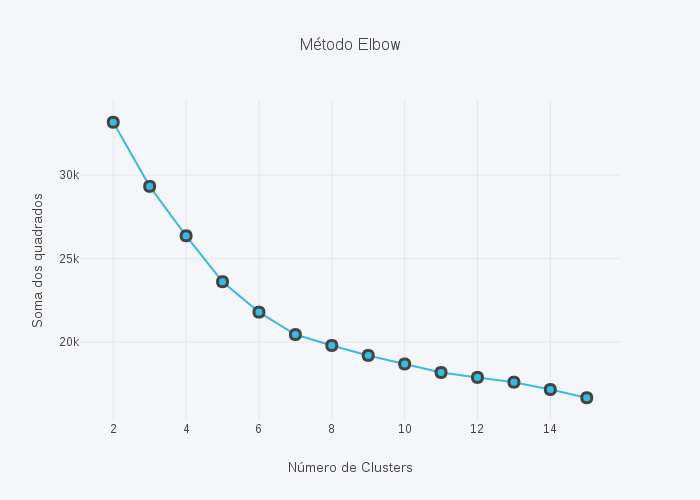 Método Elbow
Soma dos quadrados
30k
25k
20k
2 4 6 8 10 12 14
Número de Clusters